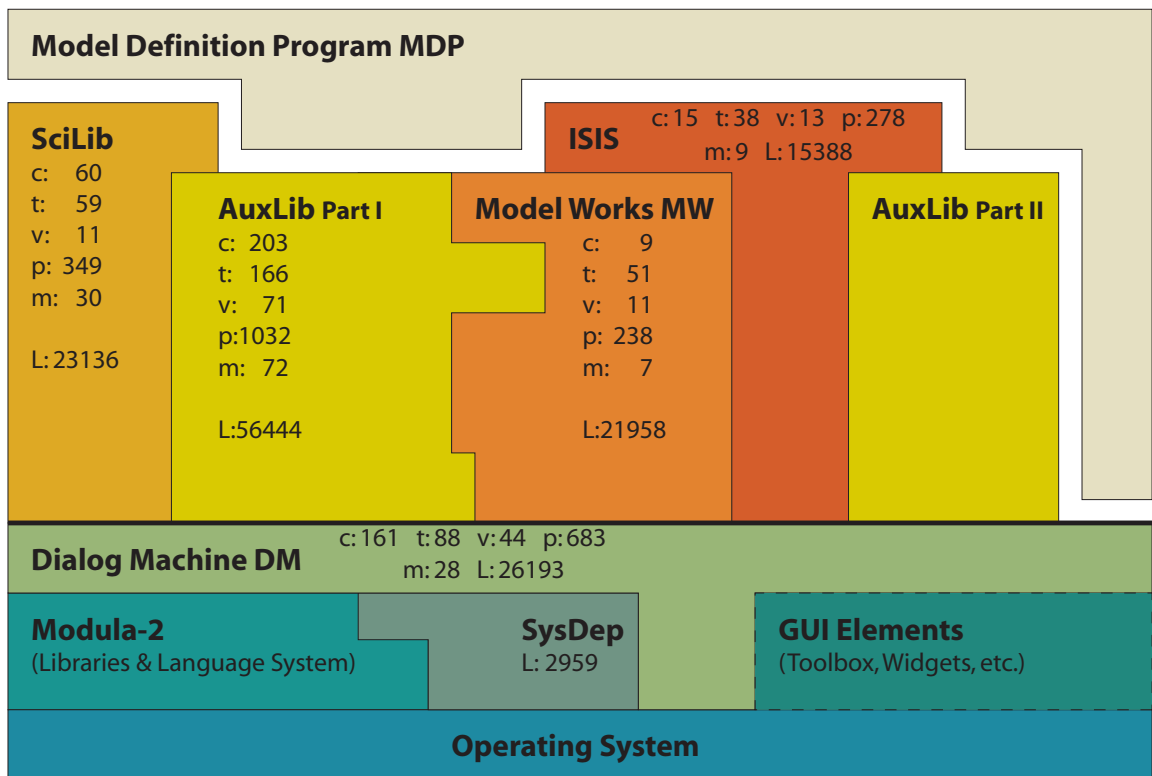 Model Definition Program MDP
SciLib
c: 60
t: 59
v: 11
p: 349
m: 30
L: 23136
AuxLib Part I
c: 203
t: 166
v: 71
p:1032
m: 72
L:56444
ISIS
c: 15 t: 38 v: 13 p: 278
m: 9 L: 15388
Model Works MW
c: 9
t: 51
v: 11
p: 238
m: 7
L:21958
AuxLib Part II
Dialog Machine DM
c: 161 t: 88 v: 44 p: 683
m: 28 L: 26193
Modula-2
(Libraries & Language System)
SysDep
L: 2959
GUI Elements
(Toolbox, Widgets, etc.)
Operating System